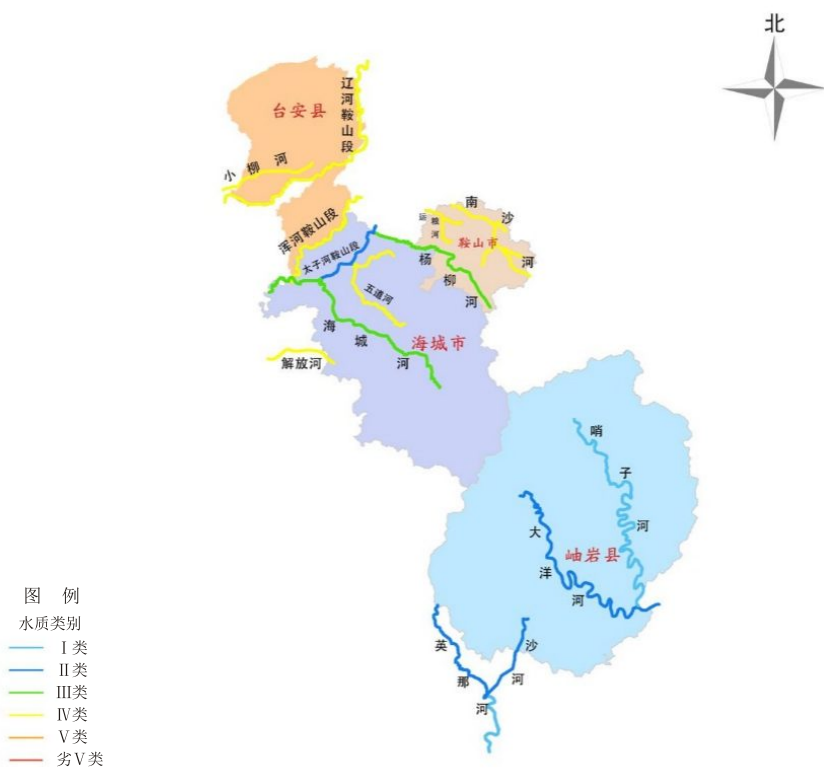 北
台安县
辽河鞍山段
小柳河
浑河鞍山段
太子河鞍山段
南沙河
运粮河
鞍山市
杨柳河
五道河
海城市
海城河
解放河
哨子河
大洋河
岫岩县
英那河
沙河
图 例
水质类别
Ⅰ类
Ⅱ类
Ⅲ类
Ⅳ类
Ⅴ类
劣Ⅴ类